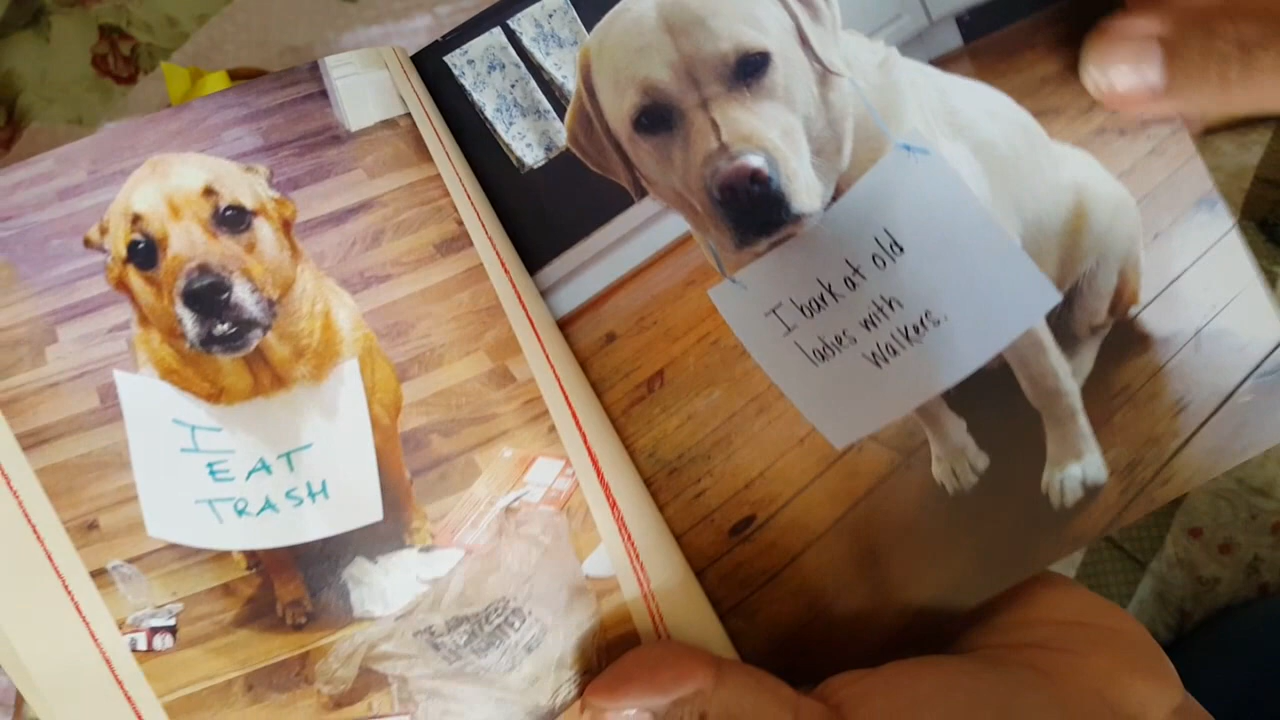 I
EAT
TRASH
I bark at old
ladies with
walkers.